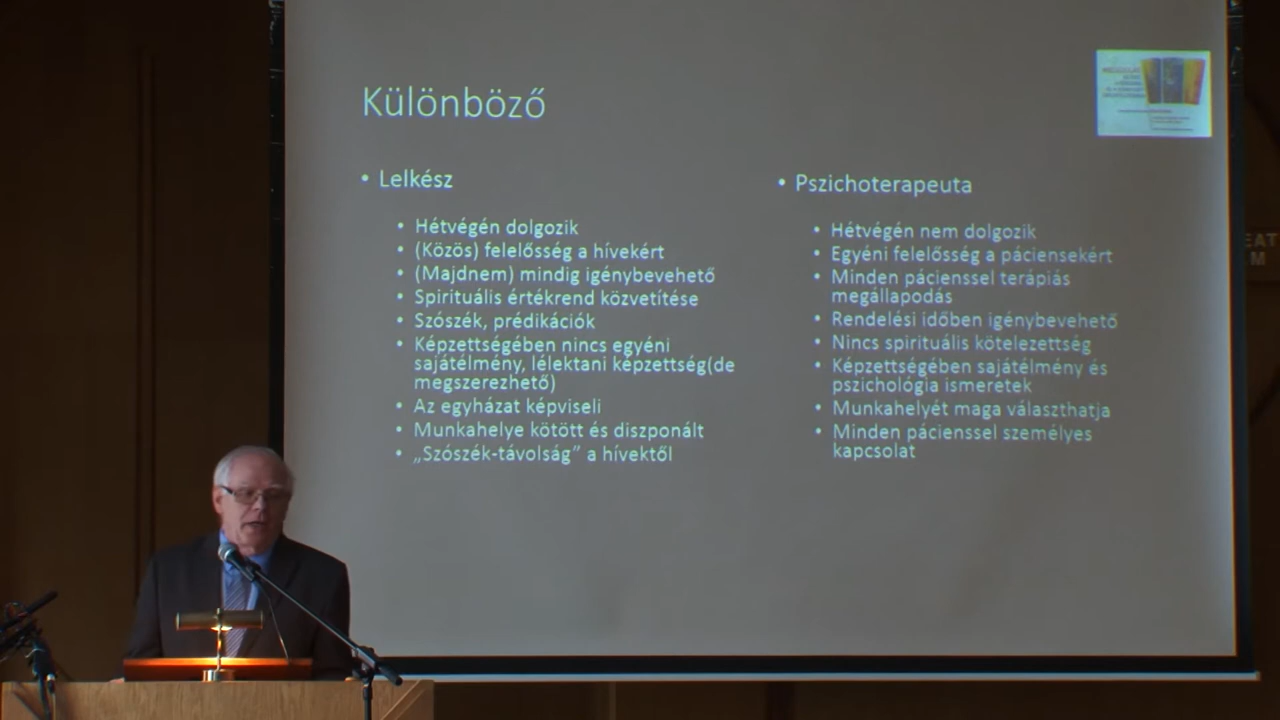 Különböző
• Lelkész
• Hétvégén dolgozik
• (Közös) felelősség a hívekért
• (Majdnem) mindig igénybevehető
• Spirituális értékrend közvetítése
• Szószék, prédikációk
• Képzettségében nincs egyéni
sajátélmény, lélektani képzettség(de
megszerezhető)
• Az egyházat képviseli
• Munkahelye kötött és diszponált
• „Szószék-távolság” a hívektől
• Pszichoterapeuta
• Hétvégén nem dolgozik
• Egyéni felelősség a páciensekért
• Minden pácienssel terápiás
megállapodás
• Rendelési időben igénybevehető
• Nincs spirituális kötelezettség
• Képzettségében sajátélmény és
pszichológia ismeretek
• Munkahelyét maga választhatja
• Minden pácienssel személyes
kapcsolat